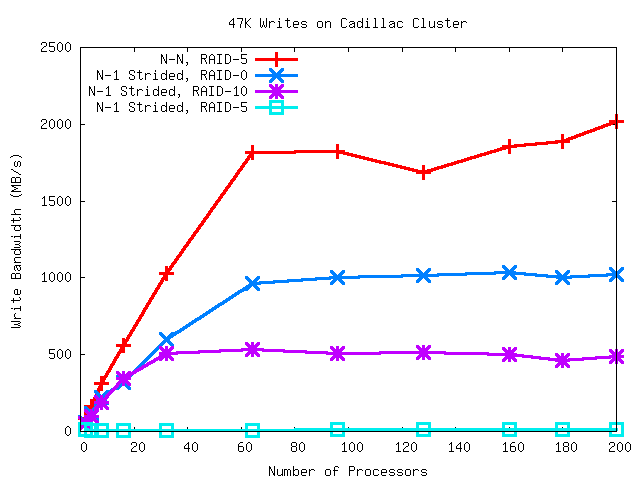 47K Writes on Cadillac Cluster
2500
2000
1500
1000
500
0
Write Bandwidth (MB/s)
N-N, RAID-5
N-1 Strided, RAID-0
N-1 Strided, RAID-10
N-1 Strided, RAID-5
0 20 40 60 80 100 120 140 160 180 200
Number of Processors